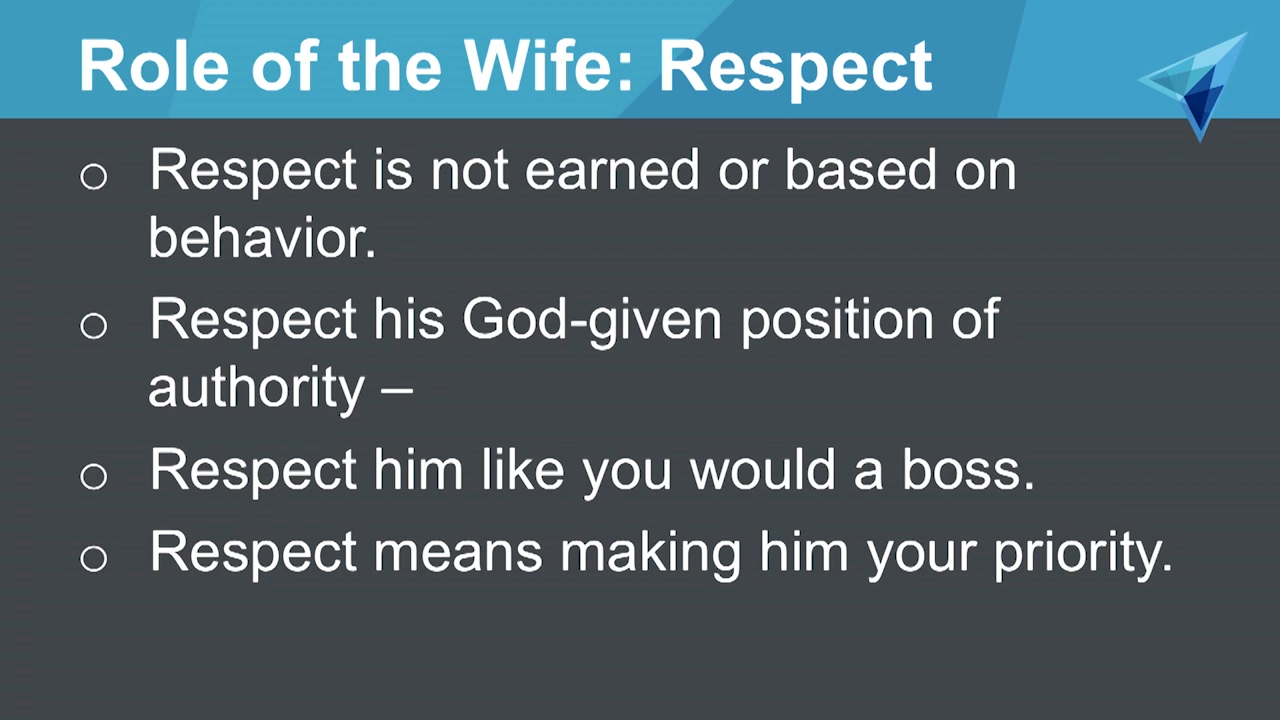 Role of the Wife: Respect
o Respect is not earned or based on
behavior.
o Respect his God-given position of
authority –
o Respect him like you would a boss.
o Respect means making him your priority.